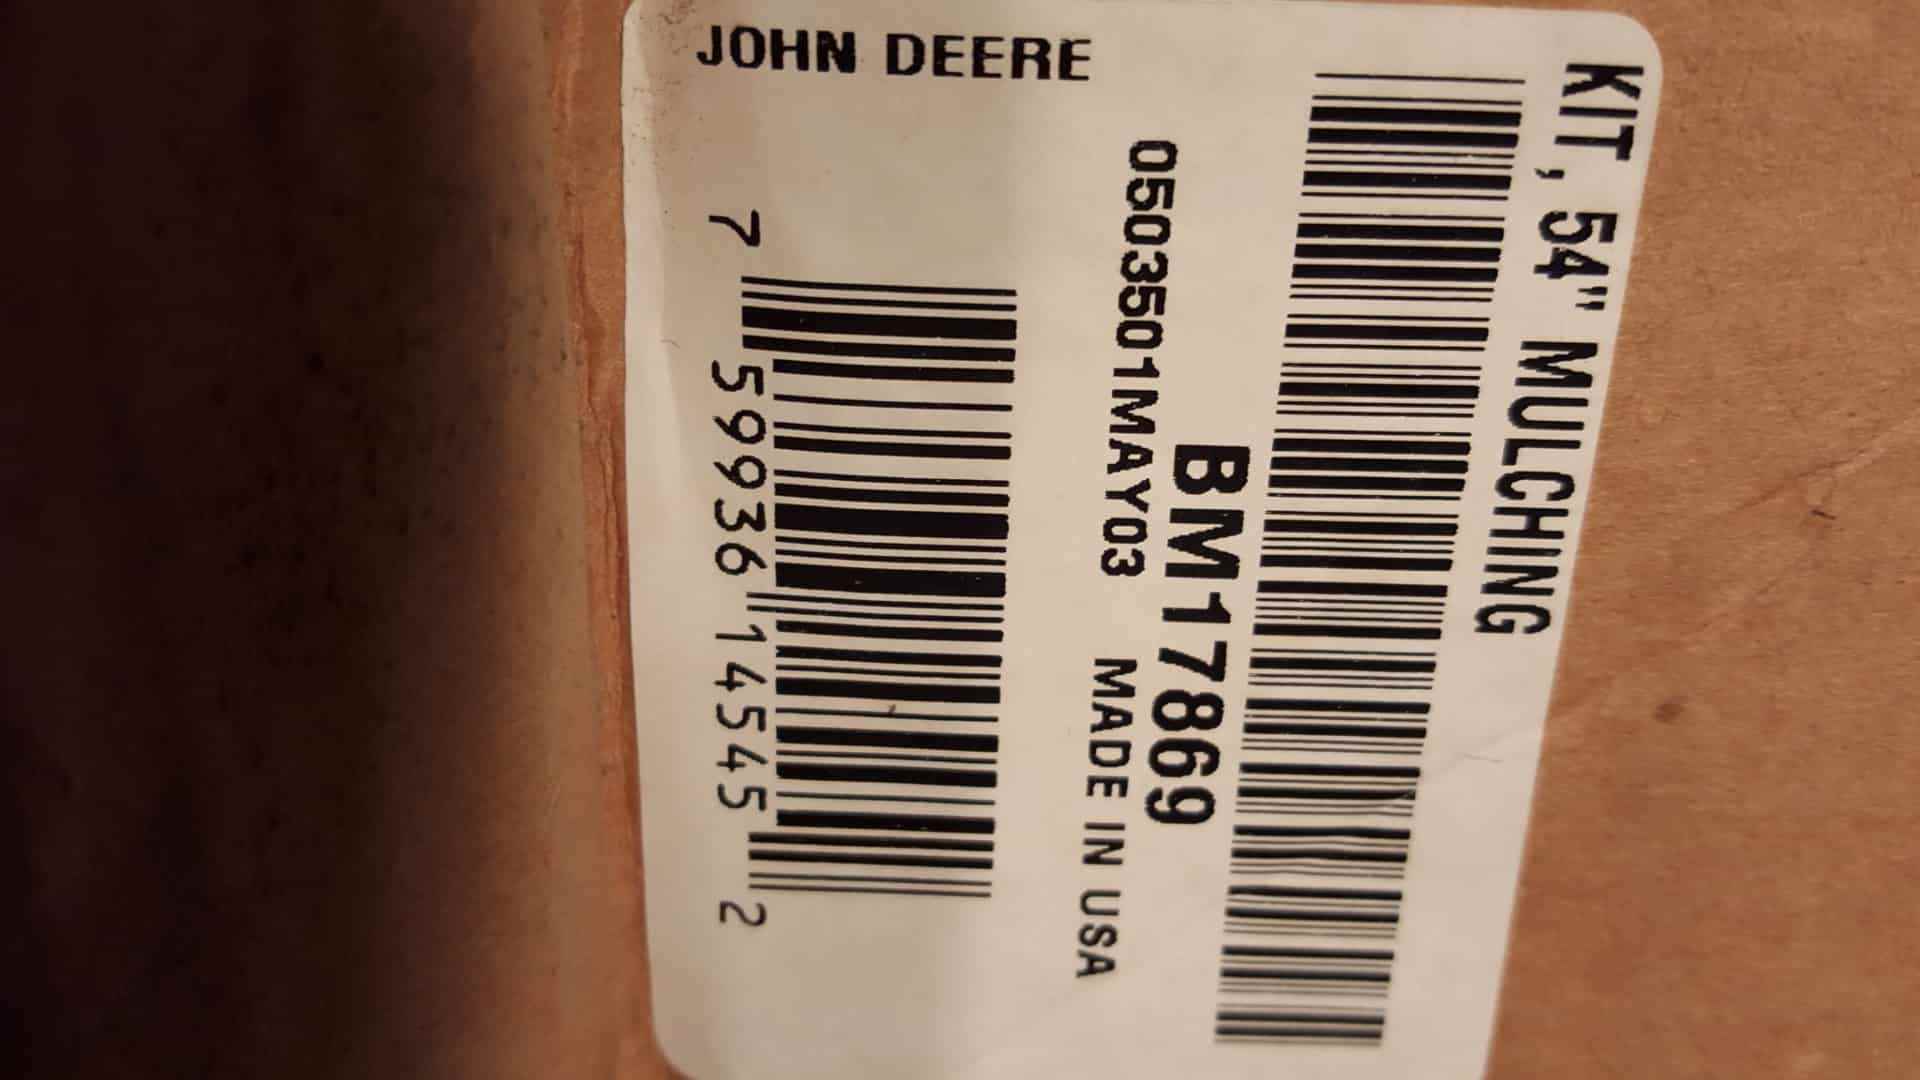 JOHN DEERE
KIT, 54" MULCHING
BM17869
0503501MAY03 MADE IN USA
7 59936 14545 2